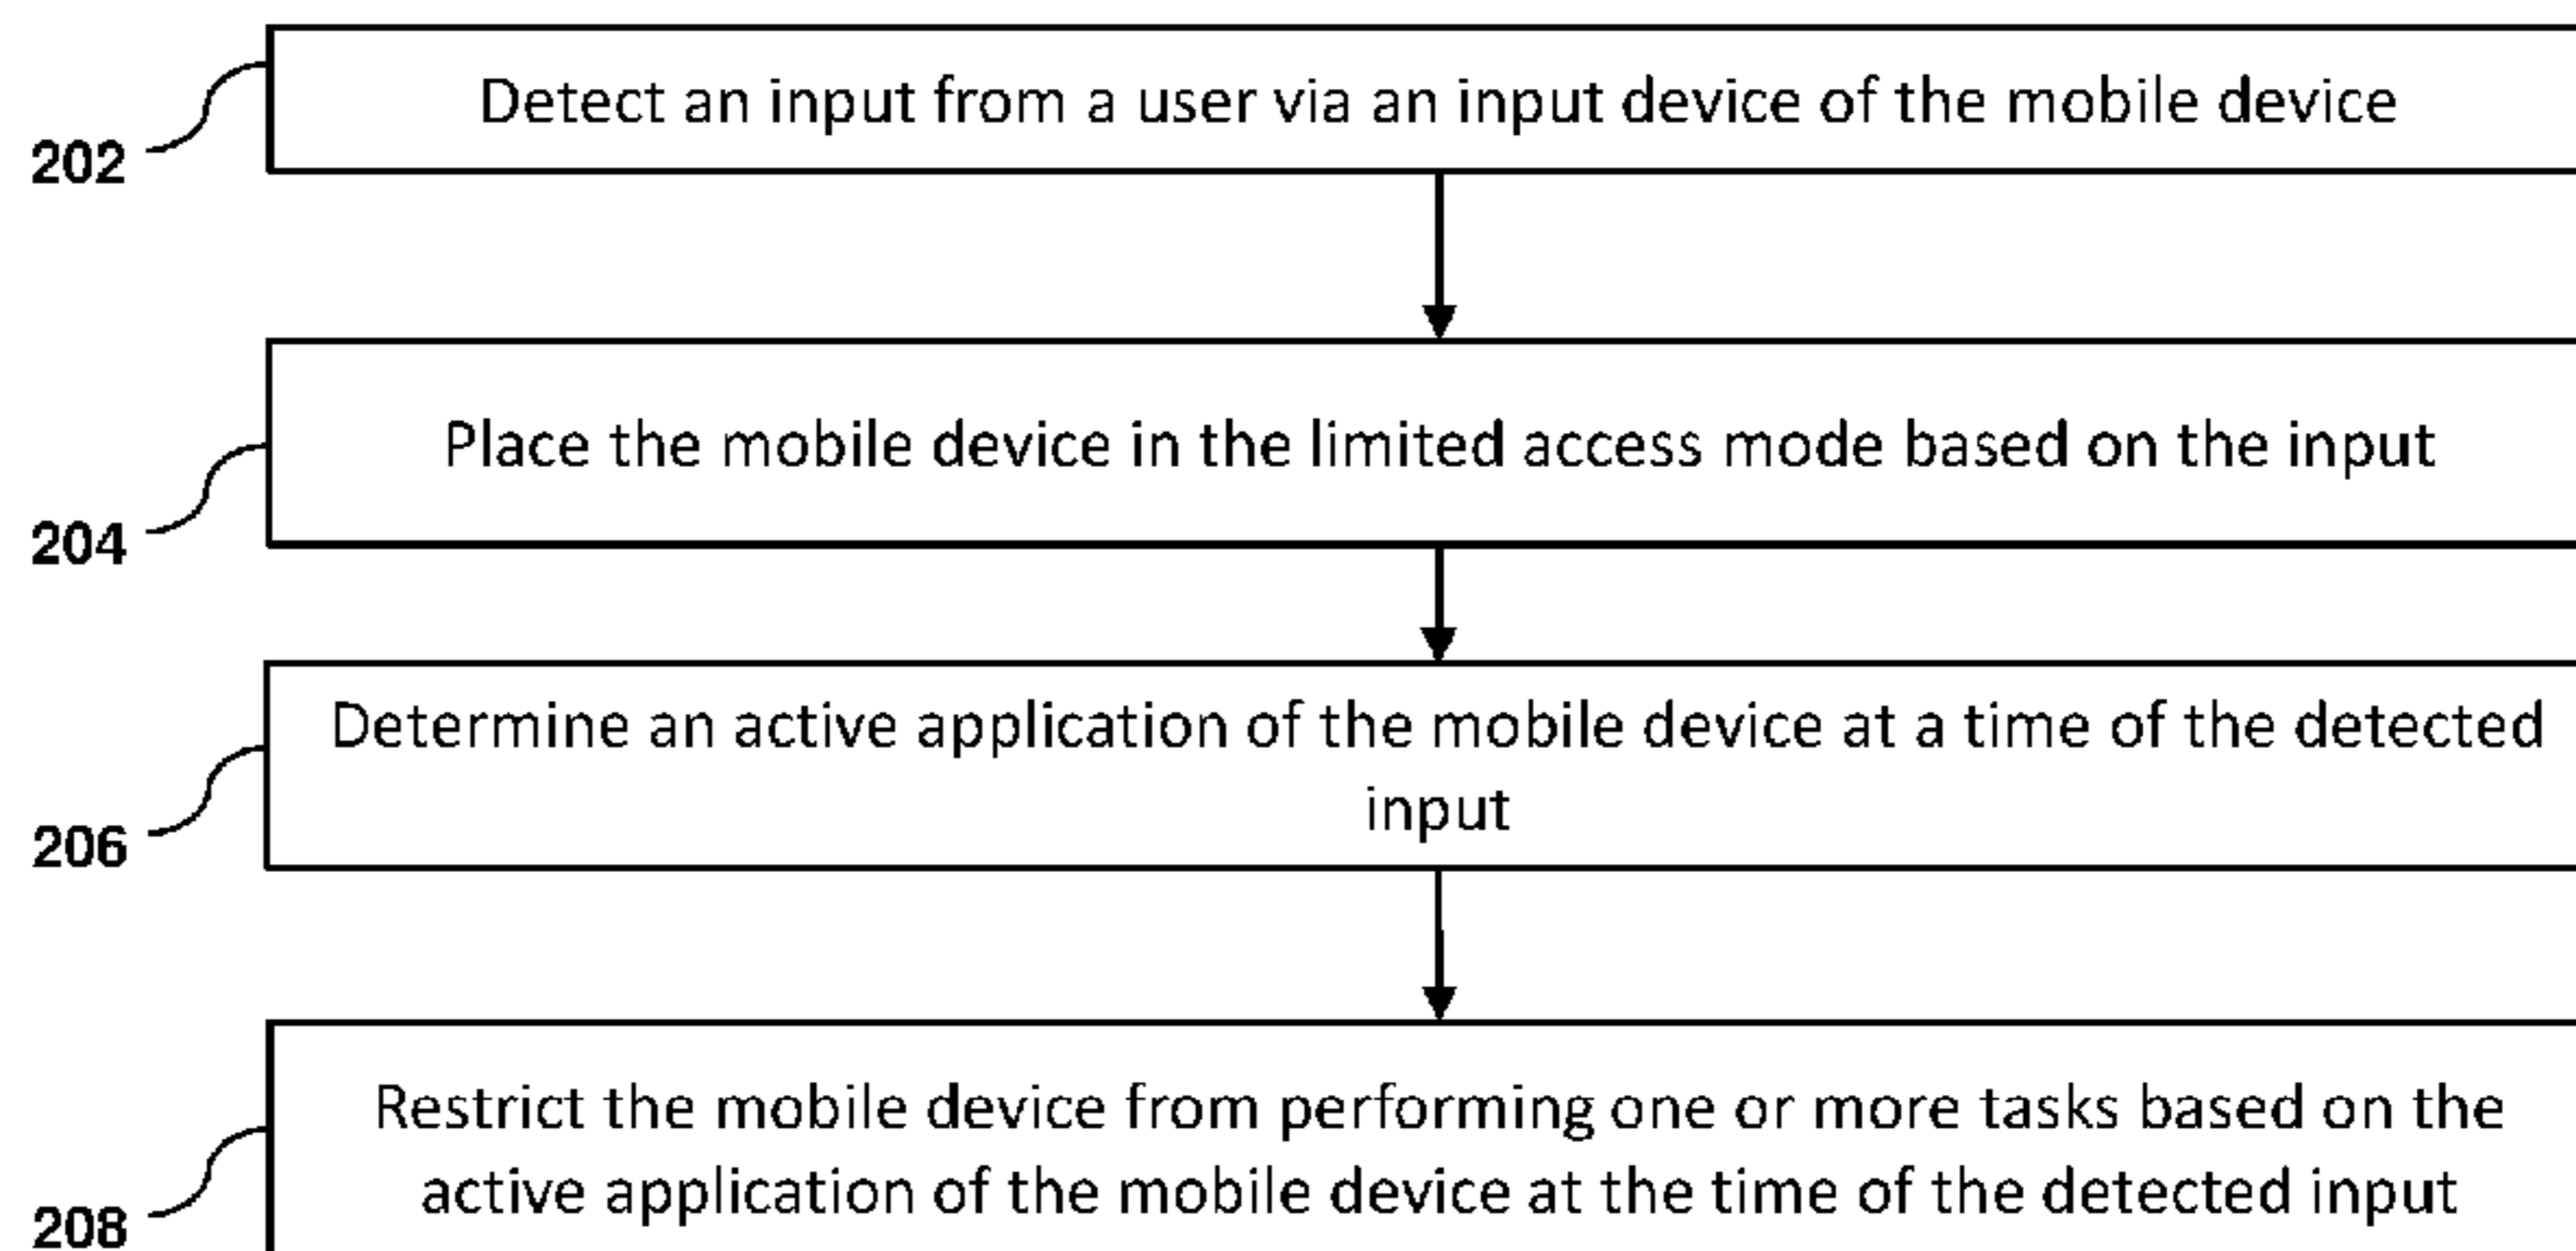 Detect an input from a user via an input device of the mobile device
202
Place the mobile device in the limited access mode based on the input
204
Determine an active application of the mobile device at a time of the detected
input
206
Restrict the mobile device from performing one or more tasks based on the
active application of the mobile device at the time of the detected input
208